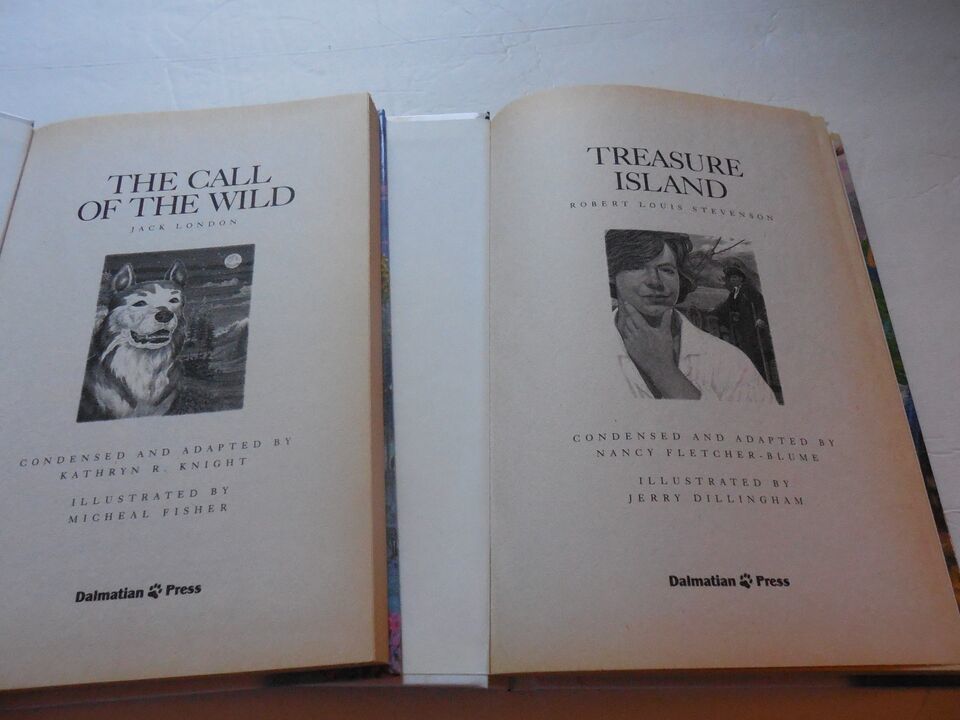 THE CALL
OF THE WILD
JACK LONDON
CONDENSED AND ADAPTED BY
KATHRYN R. KNIGHT
ILLUSTRATED BY
MICHEAL FISHER
Dalmatian Press
TREASURE
ISLAND
ROBERT LOUIS STEVENSON
CONDENSED AND ADAPTED BY
NANCY FLETCHER-BLUME
ILLUSTRATED BY
JERRY DILLINGHAM
Dalmatian Press